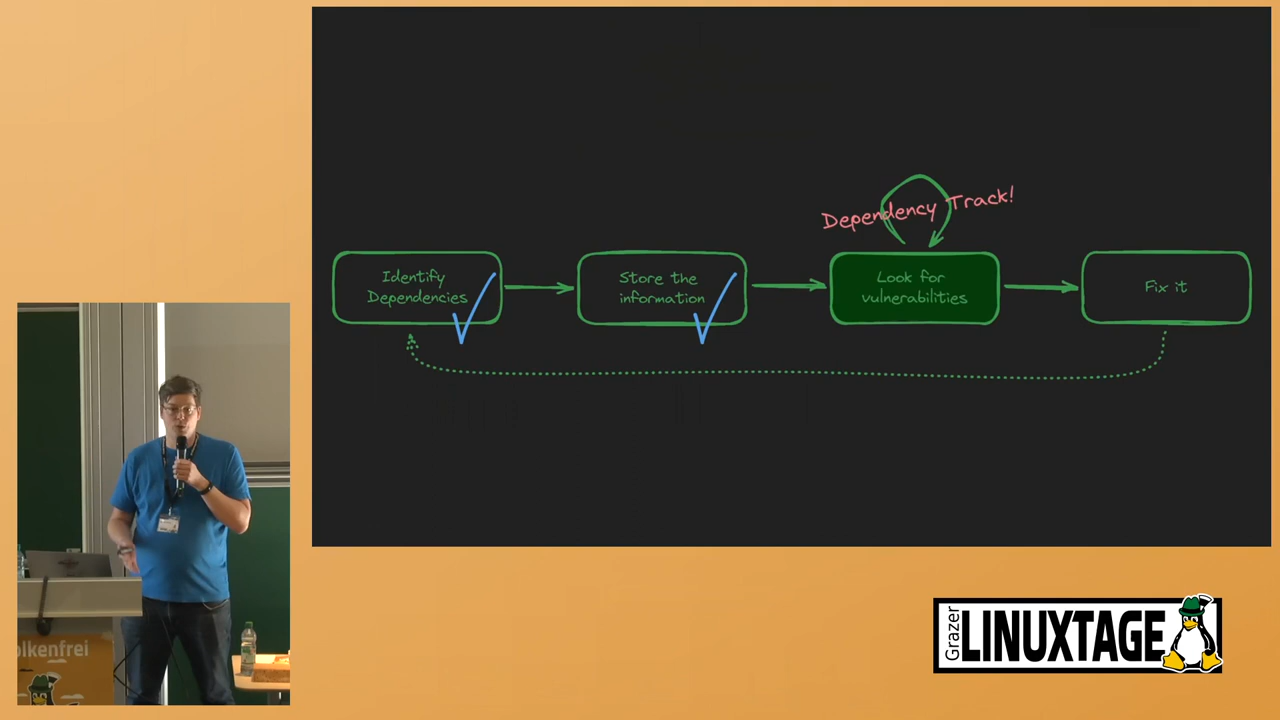 Dependency Track!
Identify
Dependencies
Store the
information
Look for
vulnerabilities
Fix it
olkenfrei
Grazer
LINUXTAGE